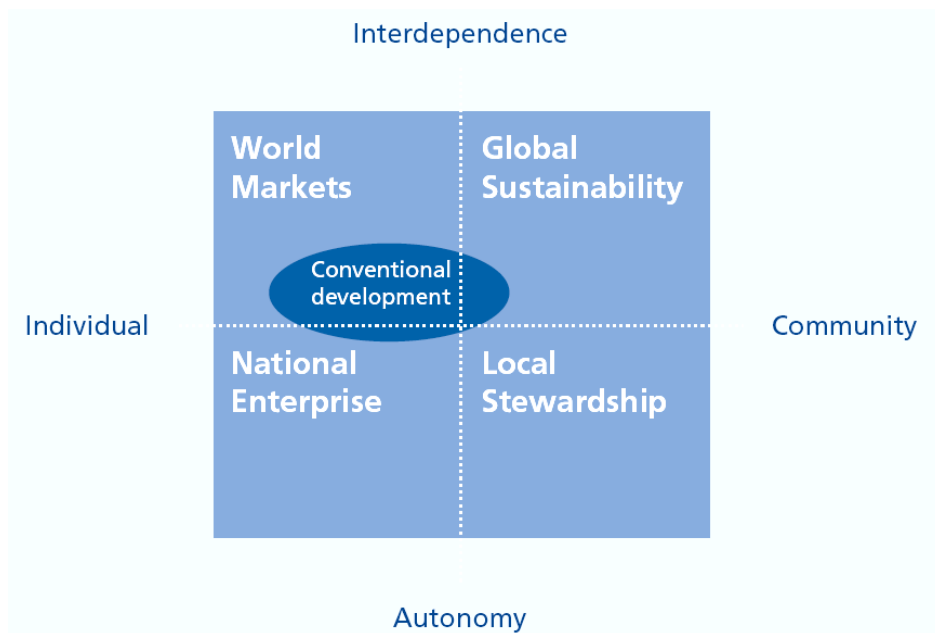 Interdependence
World
Markets
Global
Sustainability
Conventional
development
Individual
Community
National
Enterprise
Local
Stewardship
Autonomy